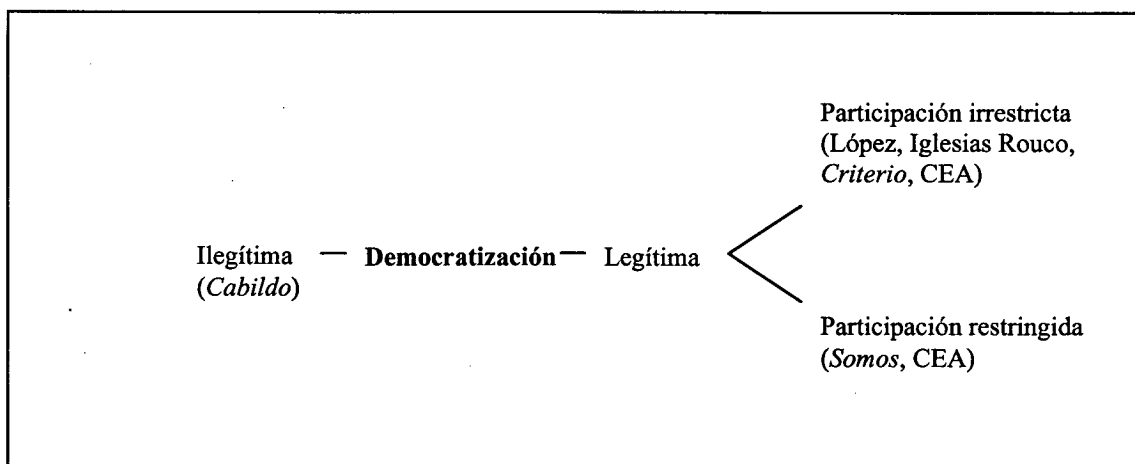 Participación irrestricta
(López, Iglesias Rouco,
Criterio, CEA)
Ilegítima — Democratización — Legítima
(Cabildo)
Participación restringida
(Somos, CEA)